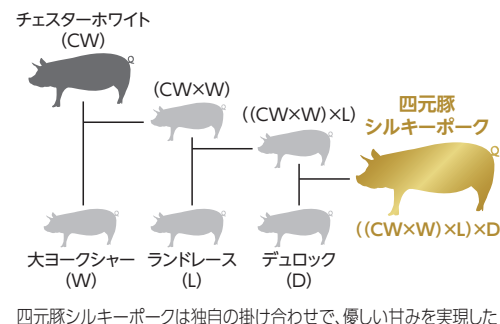 チェスターホワイト
(CW)
(CW×W)
((CW×W)×L)
四元豚
シルキーポーク
((CW×W)×L)×D
大ヨークシャー
(W)
ランドレース
(L)
デュロック
(D)
四元豚シルキーポークは独自の掛け合わせで、優しい甘みを実現した